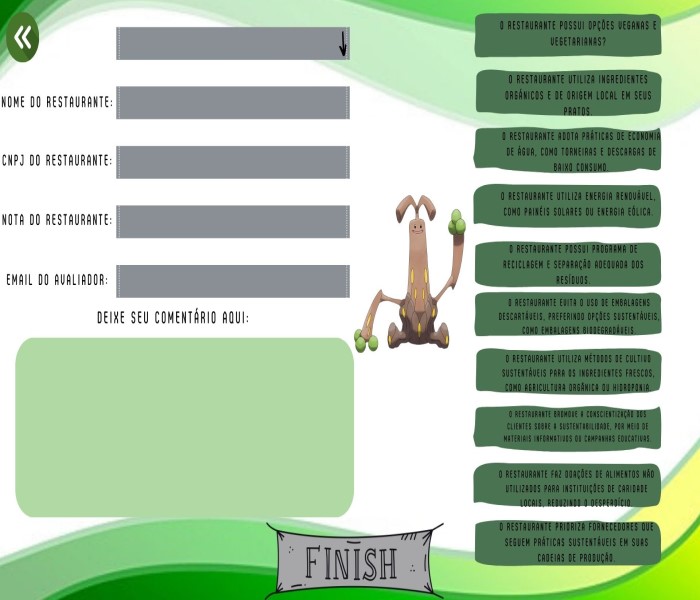 NOME DO RESTAURANTE:
CNPJ DO RESTAURANTE:
NOTA DO RESTAURANTE:
EMAIL DO AVALIADOR:
DEIXE SEU COMENTÁRIO AQUI:
FINISH
O RESTAURANTE POSSUI OPÇÕES VEGANAS E
VEGETARIANAS?
O RESTAURANTE UTILIZA INGREDIENTES
ORGÂNICOS E DE ORIGEM LOCAL EM SEUS
PRATOS.
O RESTAURANTE ADOTA PRÁTICAS DE ECONOMIA
DE ÁGUA, COMO TORNEIRAS E DESCARGAS DE
BAIXO CONSUMO.
O RESTAURANTE UTILIZA ENERGIA RENOVÁVEL,
COMO PAINÉIS SOLARES OU ENERGIA EÓLICA.
O RESTAURANTE POSSUI PROGRAMA DE
RECICLAGEM E SEPARAÇÃO ADEQUADA DOS
RESÍDUOS.
O RESTAURANTE EVITA O USO DE EMBALAGENS
DESCARTÁVEIS, PREFERINDO OPÇÕES SUSTENTÁVEIS,
COMO EMBALAGENS BIODEGRADÁVEIS
O RESTAURANTE UTILIZA MÉTODOS DE CULTIVO
SUSTENTÁVEIS PARA OS INGREDIENTES FRESCOS,
COMO AGRICULTURA ORGÂNICA OU HIDROPONIA
O RESTAURANTE PROMOVE A CONSCIENTIZAÇÃO DOS
CLIENTES SOBRE A SUSTENTABILIDADE, POR MEIO DE
MATERIAIS INFORMATIVOS OU CAMPANHAS EDUCATIVAS
O RESTAURANTE FAZ DOAÇÕES DE ALIMENTOS NÃO
UTILIZADOS PARA INSTITUIÇÕES DE CARIDADE
LOCAIS, REDUZINDO O DESPERDÍCIO
O RESTAURANTE PRIORIZA FORNECEDORES QUE
SEGUEM PRÁTICAS SUSTENTÁVEIS EM SUAS
CADEIAS DE PRODUÇÃO.